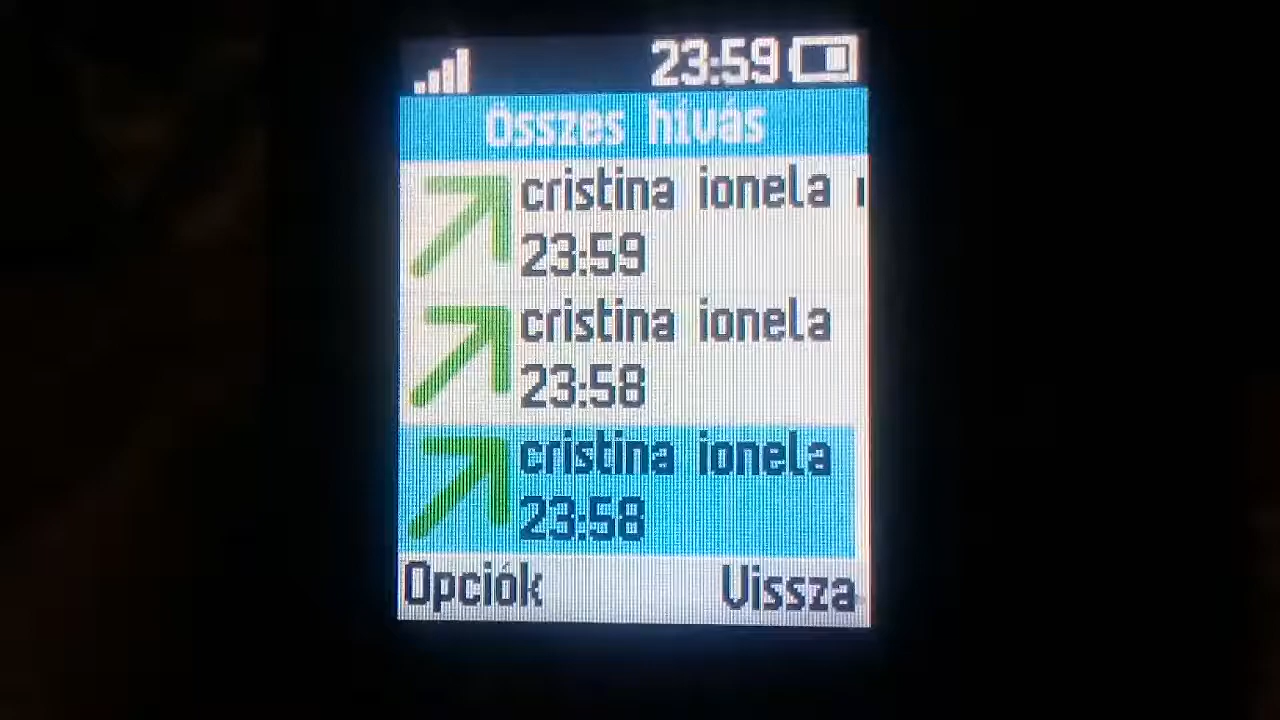 23:59
Összes hívás
cristina ionela
23:59
cristina ionela
23:58
cristina ionela
23:58
Opciók
Vissza